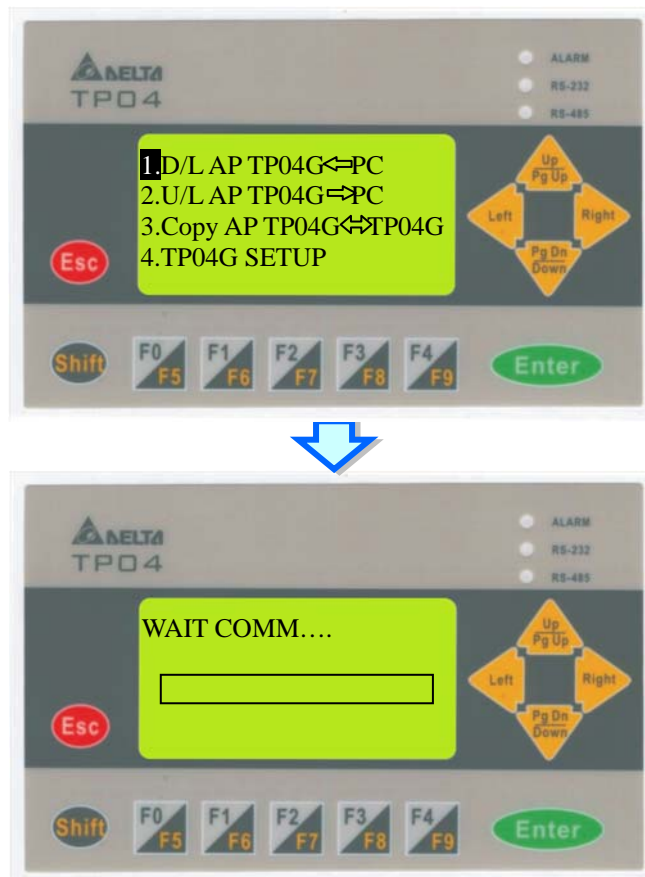 DELTA
TP04
ALARM
RS-232
RS-485
1.D/L AP TP04G⇦PC
2.U/L AP TP04G⇨PC
3.Copy AP TP04G⇔TP04G
4.TP04G SETUP
Up
Pg Up
Left
Right
Pg Dn
Down
Esc
Shift
F0
F5
F1
F6
F2
F7
F3
F8
F4
F9
Enter
DELTA
TP04
ALARM
RS-232
RS-485
WAIT COMM....
Up
Pg Up
Left
Right
Pg Dn
Down
Esc
Shift
F0
F5
F1
F6
F2
F7
F3
F8
F4
F9
Enter